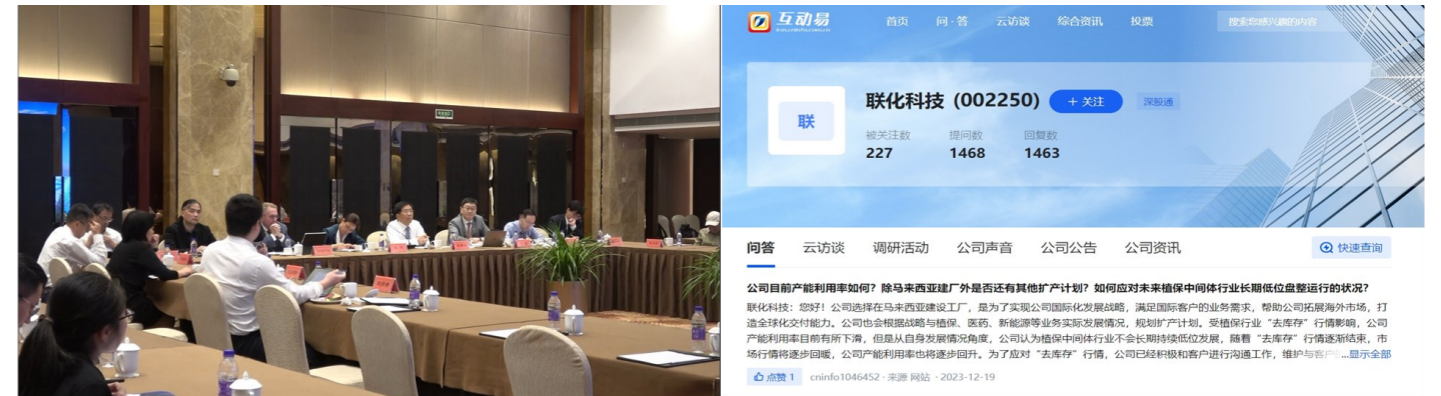 互动易
首页 问·答 云访谈 综合资讯 投票
搜索您感兴趣的内容
联
联化科技 (002250) + 关注 深股通
被关注数 提问数 回复数
227 1468 1463
问答 云访谈 调研活动 公司声音 公司公告 公司资讯 快速查询
公司目前产能利用率如何？除马来西亚建厂外是否还有其他扩产计划？如何应对未来植保中间体行业长期低位盘整运行的状况？
联化科技：您好！公司选择在马来西亚建设工厂，是为了实现公司国际化发展战略，满足国际客户的业务需求，帮助公司拓展海外市场，打
造全球化交付能力。公司也会根据战略与植保、医药、新能源等业务实际发展情况，规划扩产计划。受植保行业“去库存”行情影响，公司
产能利用率目前有所下滑，但是从自身发展情况角度，公司认为植保中间体行业不会长期持续低位发展，随着“去库存”行情逐渐结束，市
场行情将逐步回暖，公司产能利用率也将逐步回升。为了应对“去库存”行情，公司已经积极和客户进行沟通工作，维护与客户...显示全部
点赞 1 cninfo1046452 · 来源 网站 · 2023-12-19